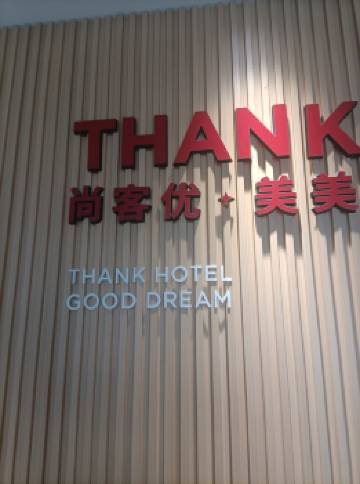 THANK
尚客优·美美
THANK HOTEL
GOOD DREAM